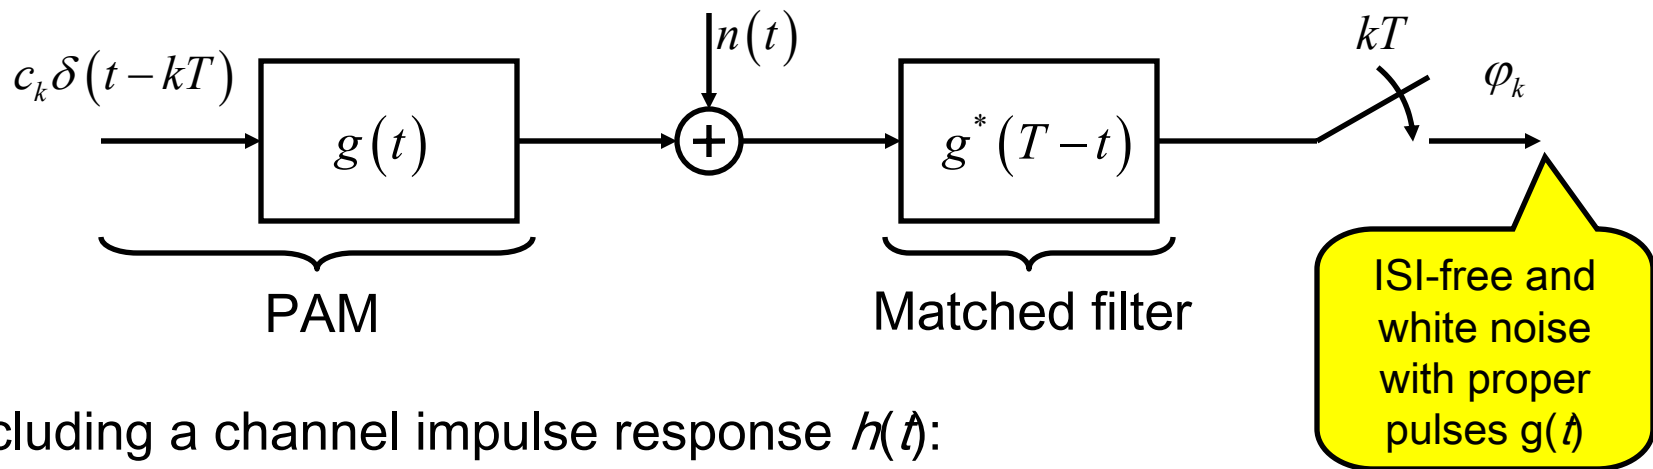 c_k δ(t − kT)
g(t)
n(t)
+
g*(T − t)
kT
φ_k
PAM
Matched filter
ISI-free and
white noise
with proper
pulses g(t)
cluding a channel impulse response h(t):